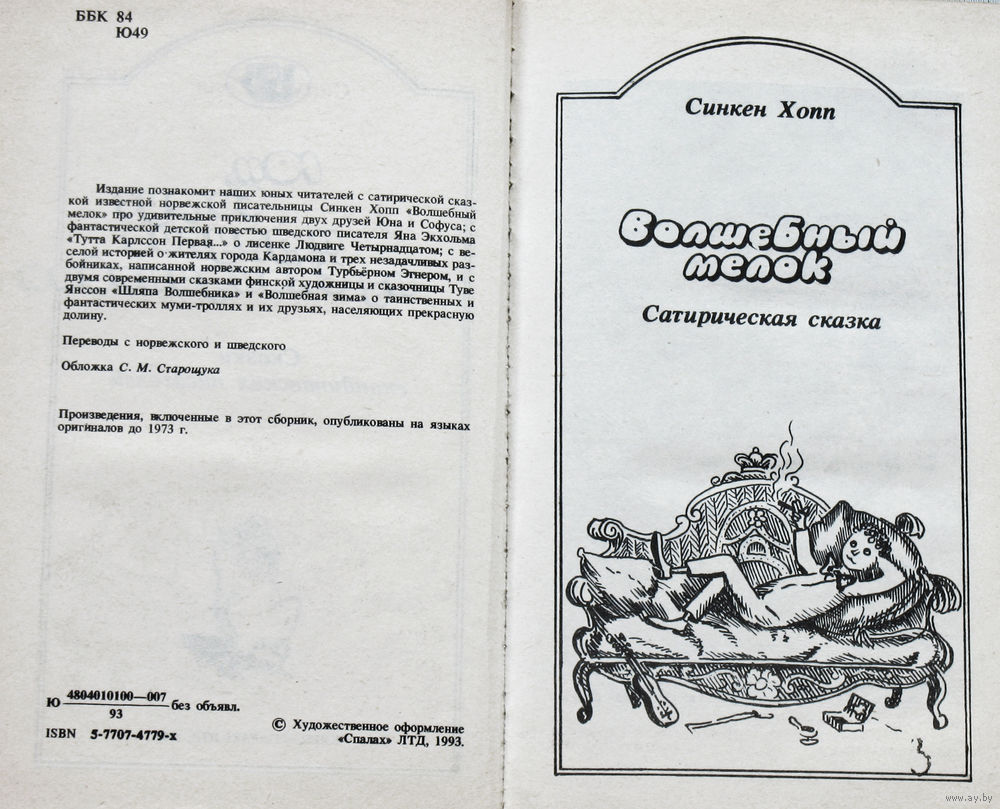 ББК 84
Ю49
Издание познакомит наших юных читателей с сатирической сказ-
кой известной норвежской писательницы Синкен Хопп «Волшебный
мелок» про удивительные приключения двух друзей Юна и Софуса; с
фантастической детской повестью шведского писателя Яна Экхольма
«Тутта Карлссон Первая...» о лисенке Людвиге Четырнадцатом; с ве-
селой историей о жителях города Кардамона и трех незадачливых раз-
бойниках, написанной норвежским автором Турбьёрном Эгнером, и с
двумя современными сказками финской художницы и сказочницы Туве
Янссон «Шляпа Волшебника» и «Волшебная зима» о таинственных и
фантастических муми-троллях и их друзьях, населяющих прекрасную
долину.
Переводы с норвежского и шведского
Обложка С. М. Старощука
Произведения, включенные в этот сборник, опубликованы на языках
оригиналов до 1973 г.
Ю 4804010100—007 без объявл.
93
ISBN 5-7707-4779-х
© Художественное оформление
«Спалах» ЛТД, 1993.
Синкен Хопп
Волшебный
мелок
Сатирическая сказка
www.ay.by